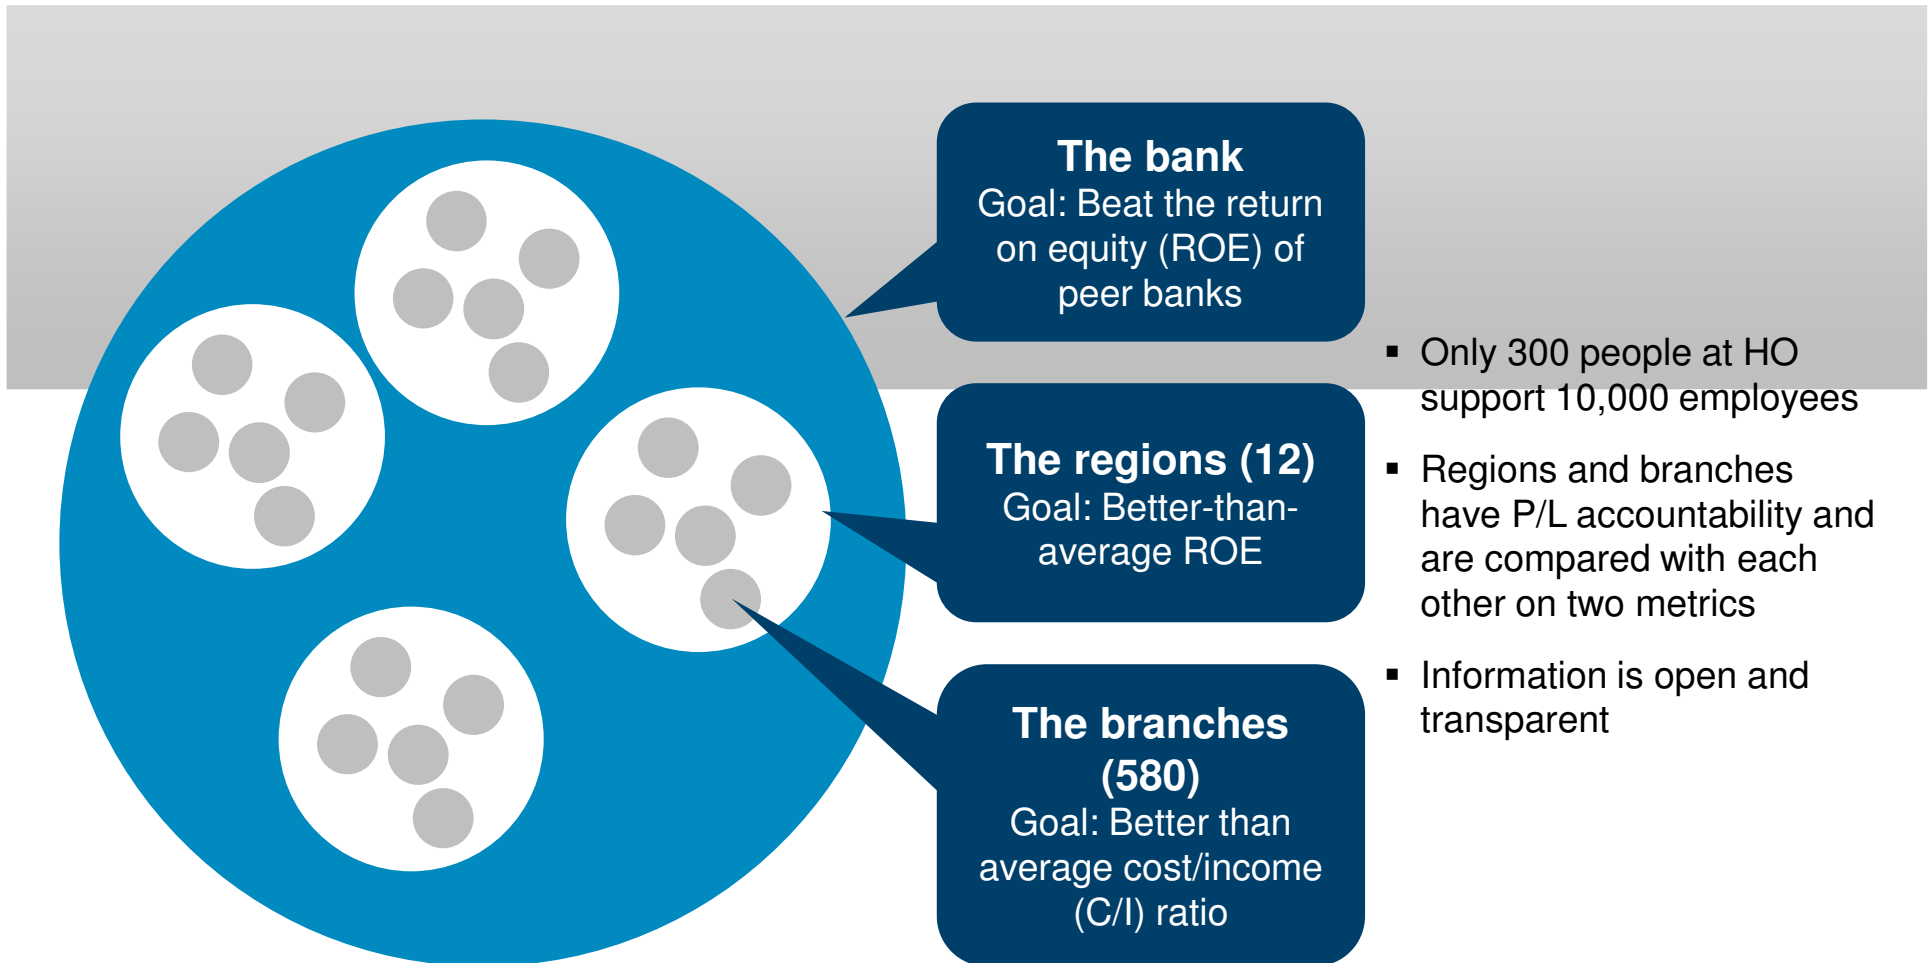 The bank
Goal: Beat the return
on equity (ROE) of
peer banks
The regions (12)
Goal: Better-than-
average ROE
The branches
(580)
Goal: Better than
average cost/income
(C/I) ratio
▪ Only 300 people at HO
support 10,000 employees
▪ Regions and branches
have P/L accountability and
are compared with each
other on two metrics
▪ Information is open and
transparent